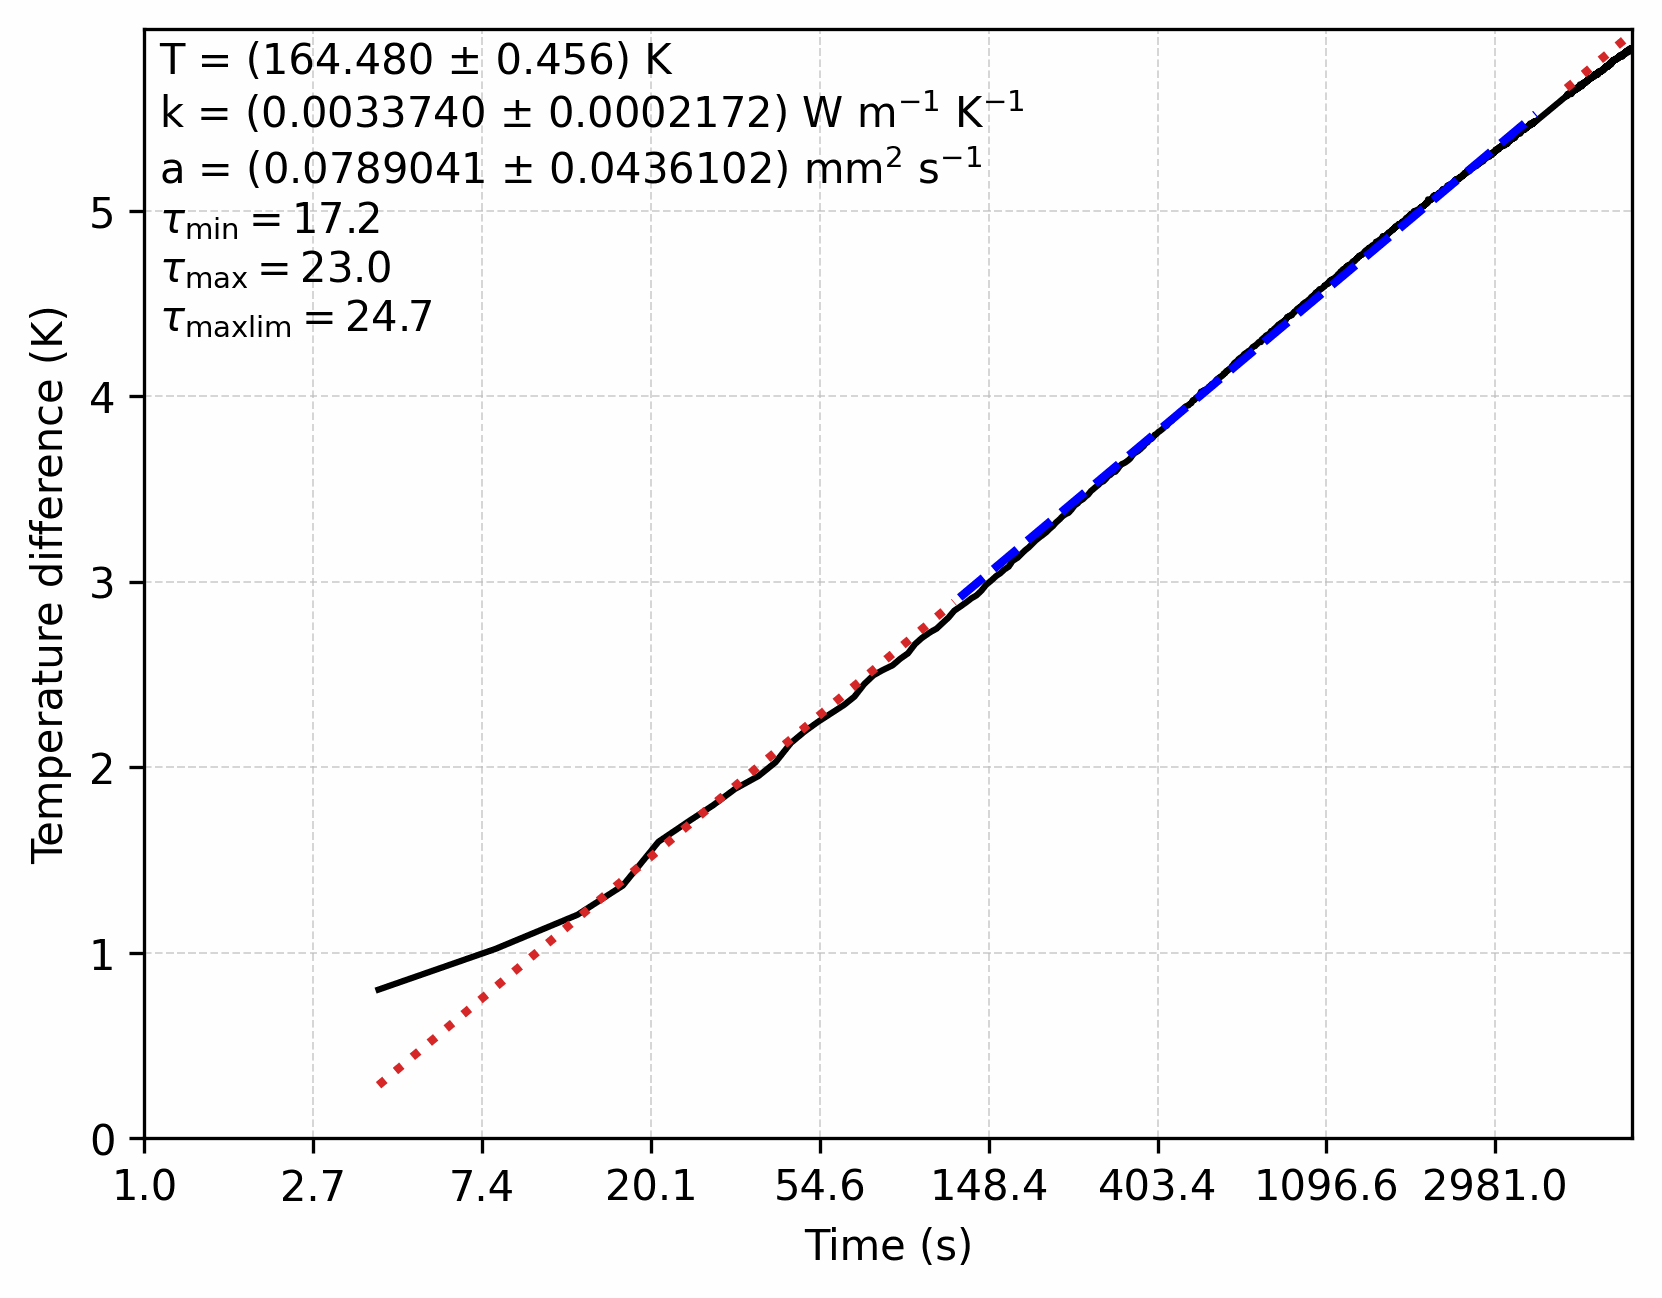 T = (164.480 ± 0.456) K
k = (0.0033740 ± 0.0002172) W m⁻¹ K⁻¹
a = (0.0789041 ± 0.0436102) mm² s⁻¹
τmin = 17.2
τmax = 23.0
τmaxlim = 24.7
Temperature difference (K)
5
4
3
2
1
0
1.0 2.7 7.4 20.1 54.6 148.4 403.4 1096.6 2981.0
Time (s)